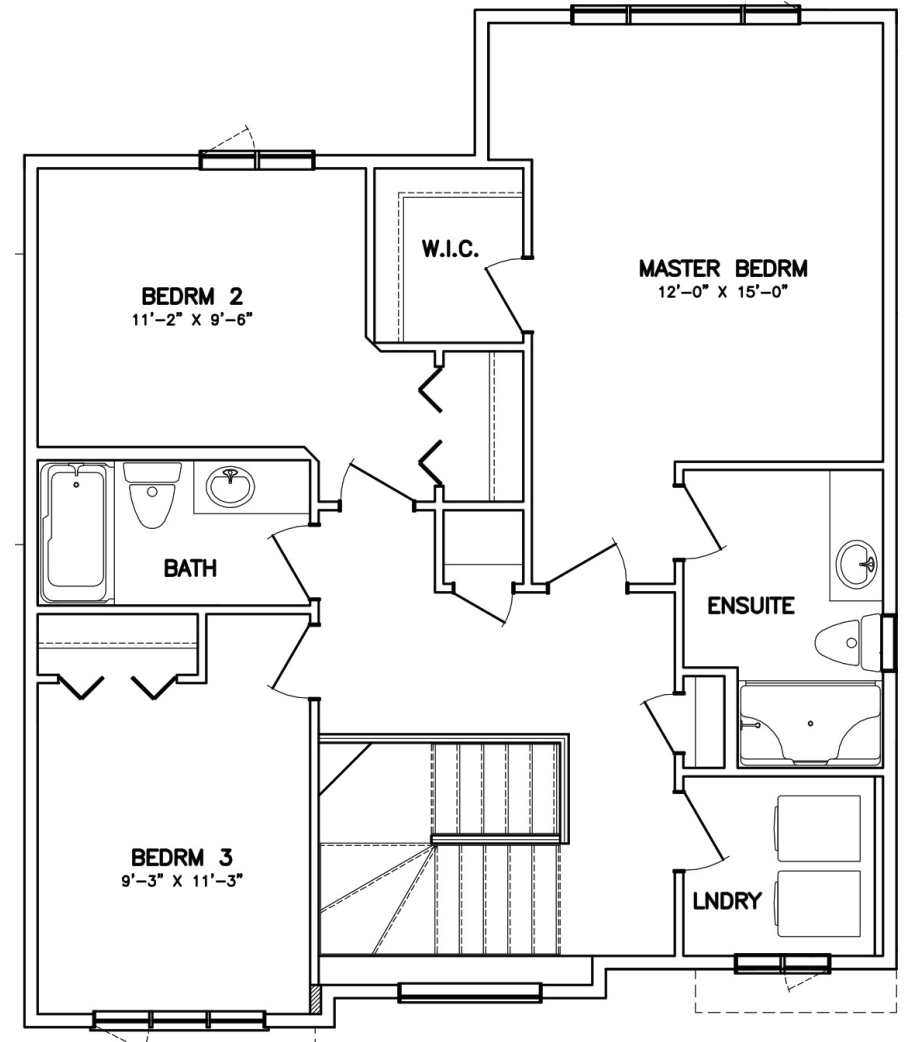 W.I.C.
MASTER BEDRM
12'-0" X 15'-0"
BEDRM 2
11'-2" X 9'-6"
BATH
ENSUITE
BEDRM 3
9'-3" X 11'-3"
LNDRY